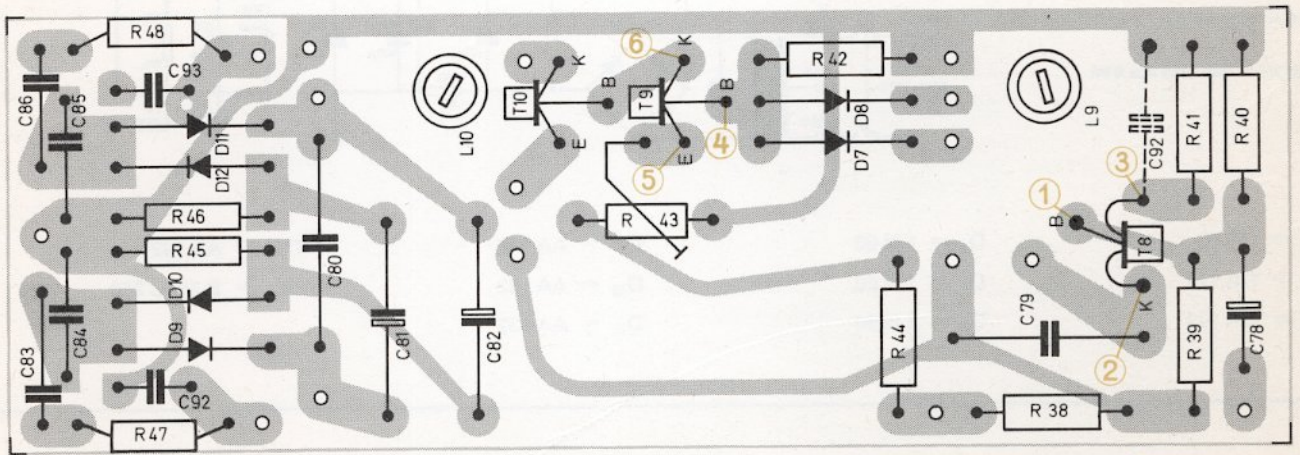 R 48
C93
C86
C85
D11
D12
R 46
R 45
D10
D9
C83
C84
C92
R 47
C80
C81
C82
L10
T10
K
B
E
T9
⑥
K
B
④
⑤
E
R 42
D8
D7
R 43
L9
C92
R 41
R 40
③
①
B
T8
K
②
C79
R 44
R 39
C78
R 38